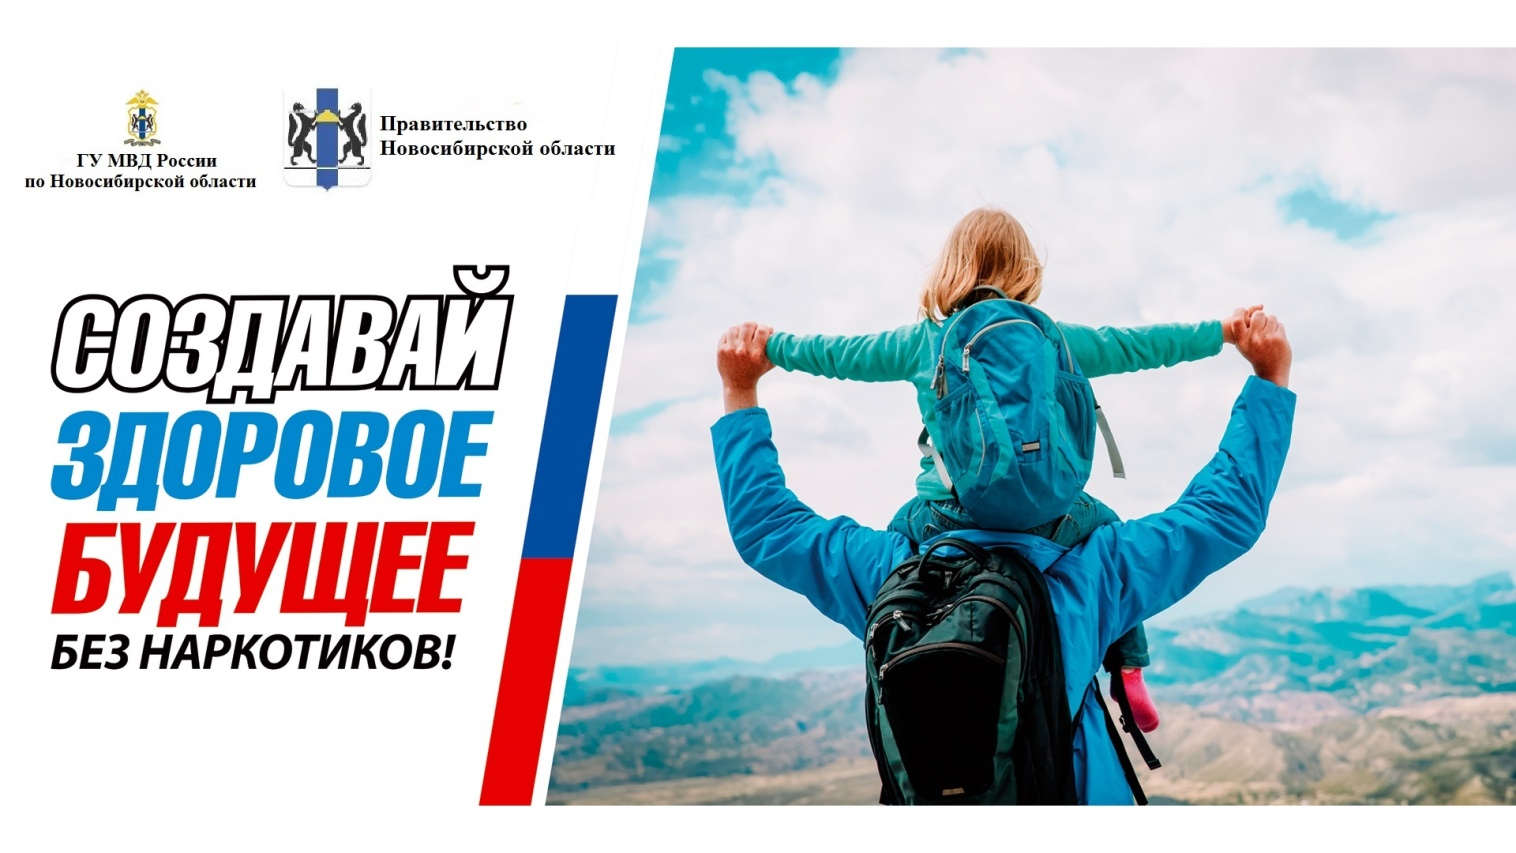 ГУ МВД России
по Новосибирской области
Правительство
Новосибирской области
СОЗДАВАЙ
ЗДОРОВОЕ
БУДУЩЕЕ
БЕЗ НАРКОТИКОВ!